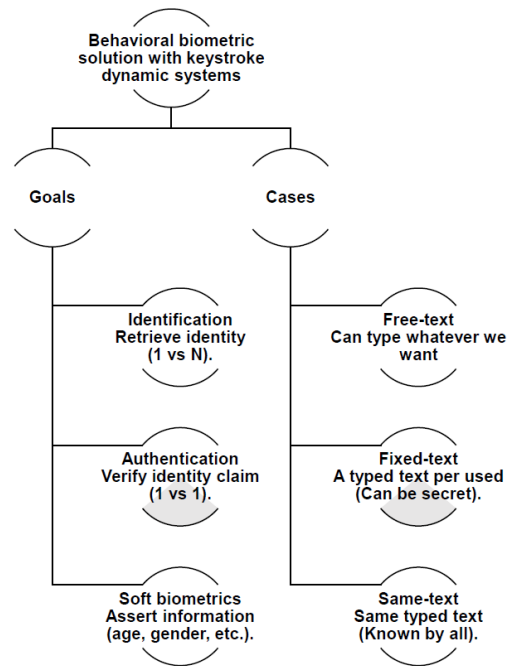 Behavioral biometric
solution with keystroke
dynamic systems
Goals
Cases
Identification
Retrieve identity
(1 vs N).
Free-text
Can type whatever we
want
Authentication
Verify identity claim
(1 vs 1).
Fixed-text
A typed text per used
(Can be secret).
Soft biometrics
Assert information
(age, gender, etc.).
Same-text
Same typed text
(Known by all).